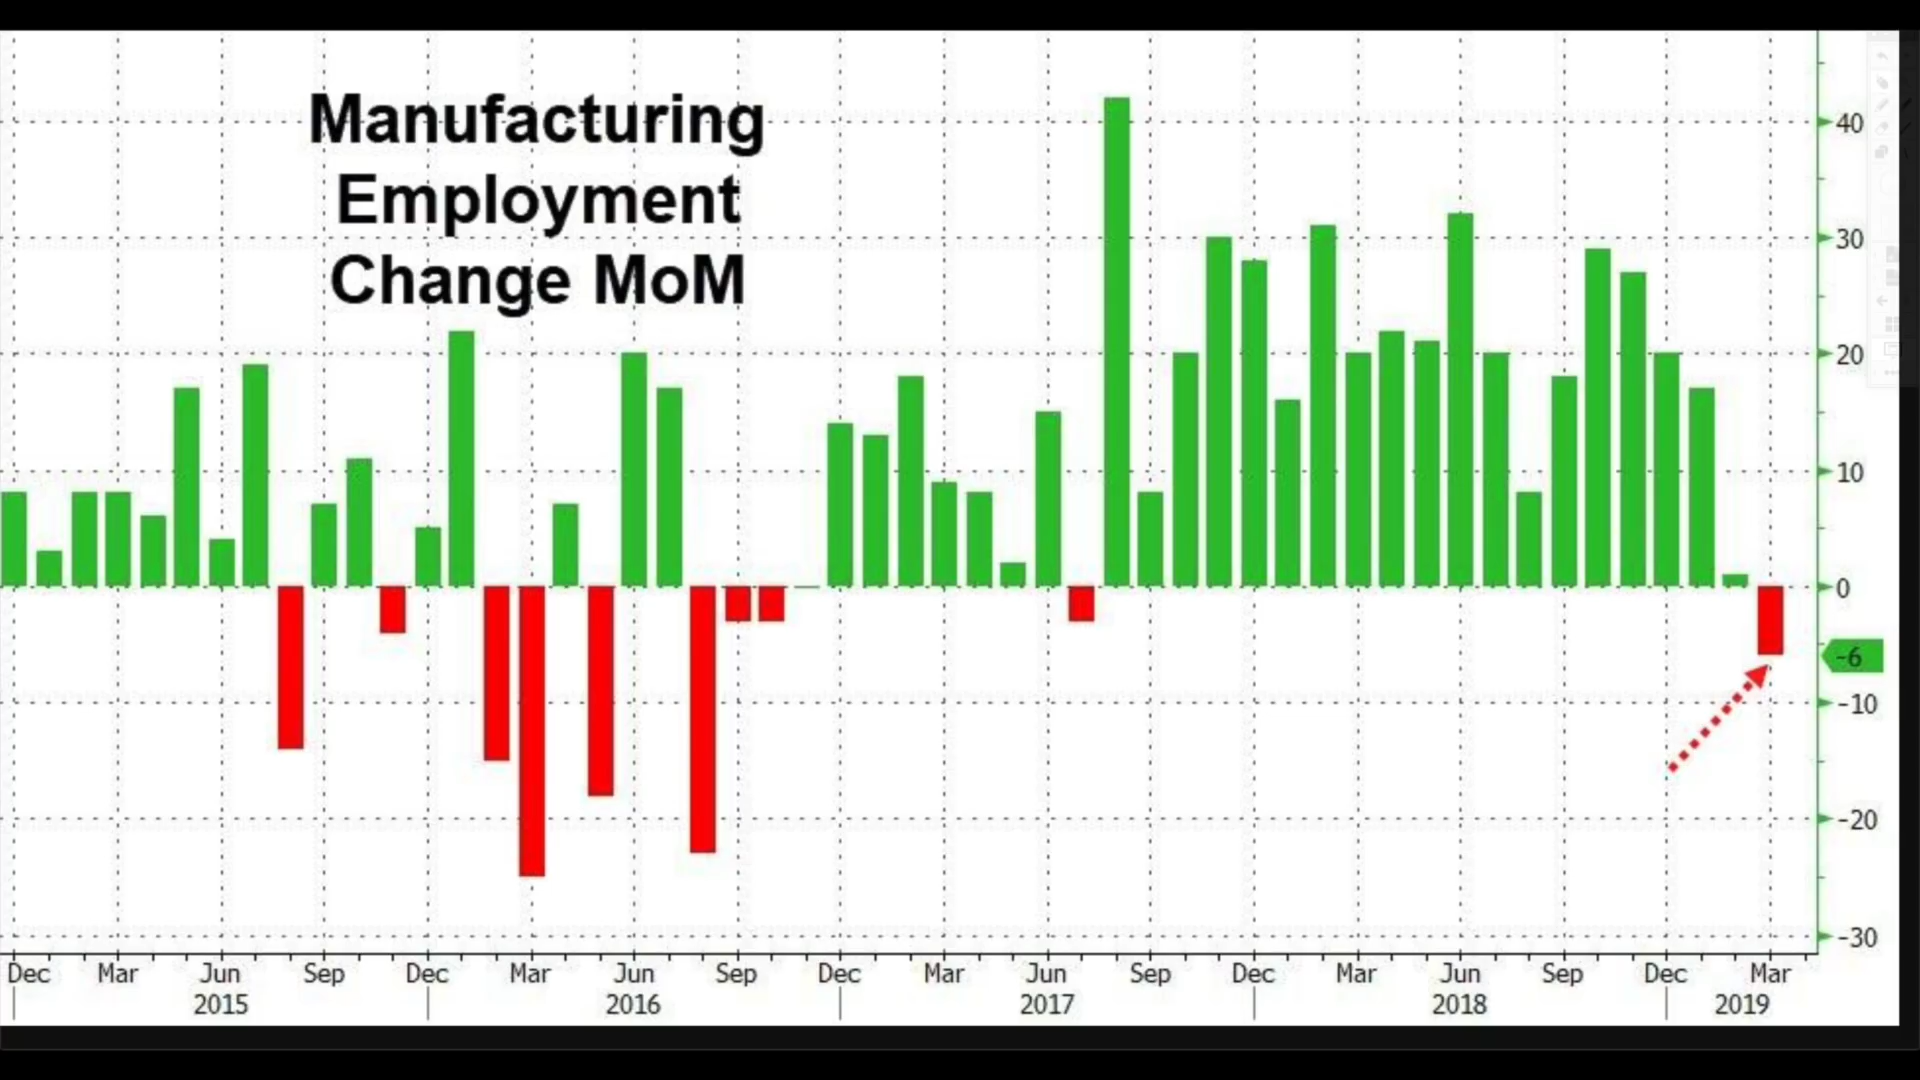 Manufacturing
Employment
Change MoM
40
30
20
10
0
-6
-10
-20
-30
Dec Mar Jun Sep Dec Mar Jun Sep Dec Mar Jun Sep Dec Mar Jun Sep Dec Mar
2015 2016 2017 2018 2019